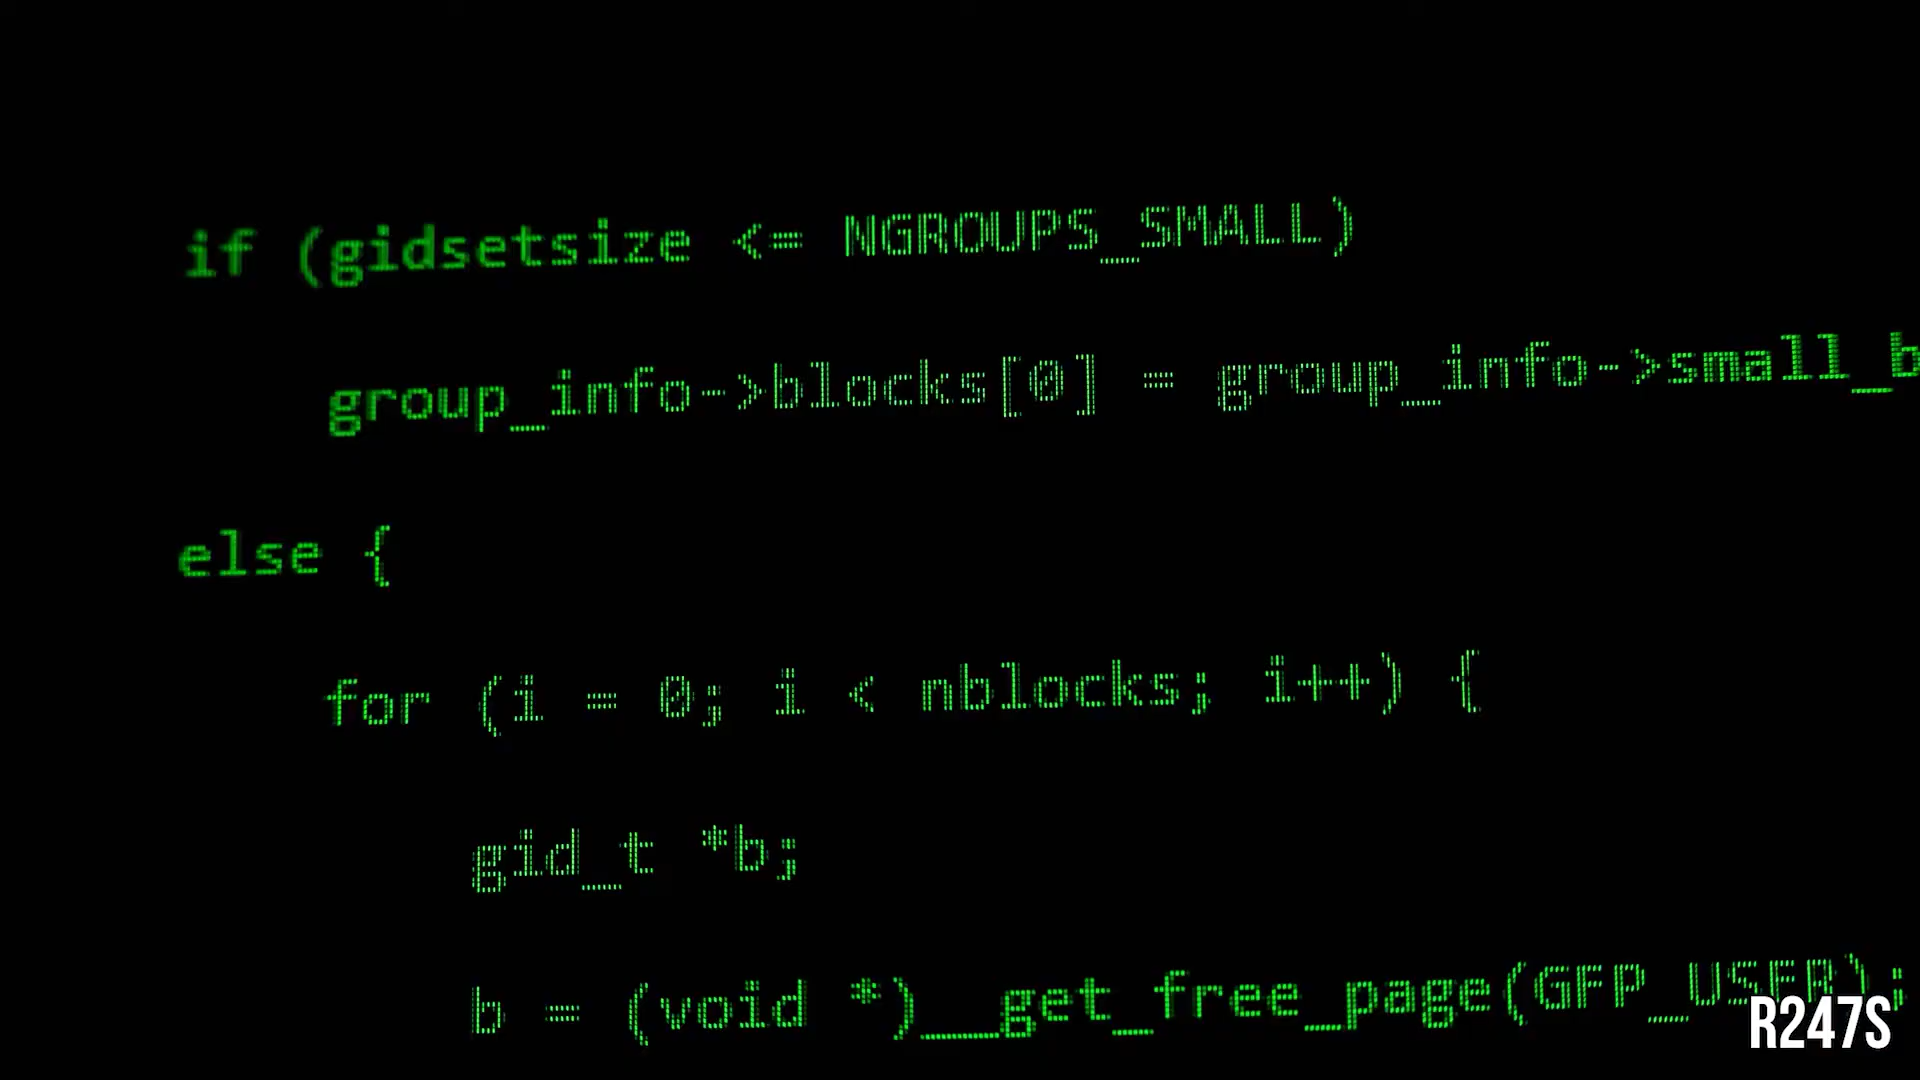 if (gidsetsize <= NGROUPS_SMALL)
group_info->blocks[0] = group_info->small_b
else {
for (i = 0; i < nblocks; i++) {
gid_t *b;
b = (void *)__get_free_page(GFP_USER);
R247S